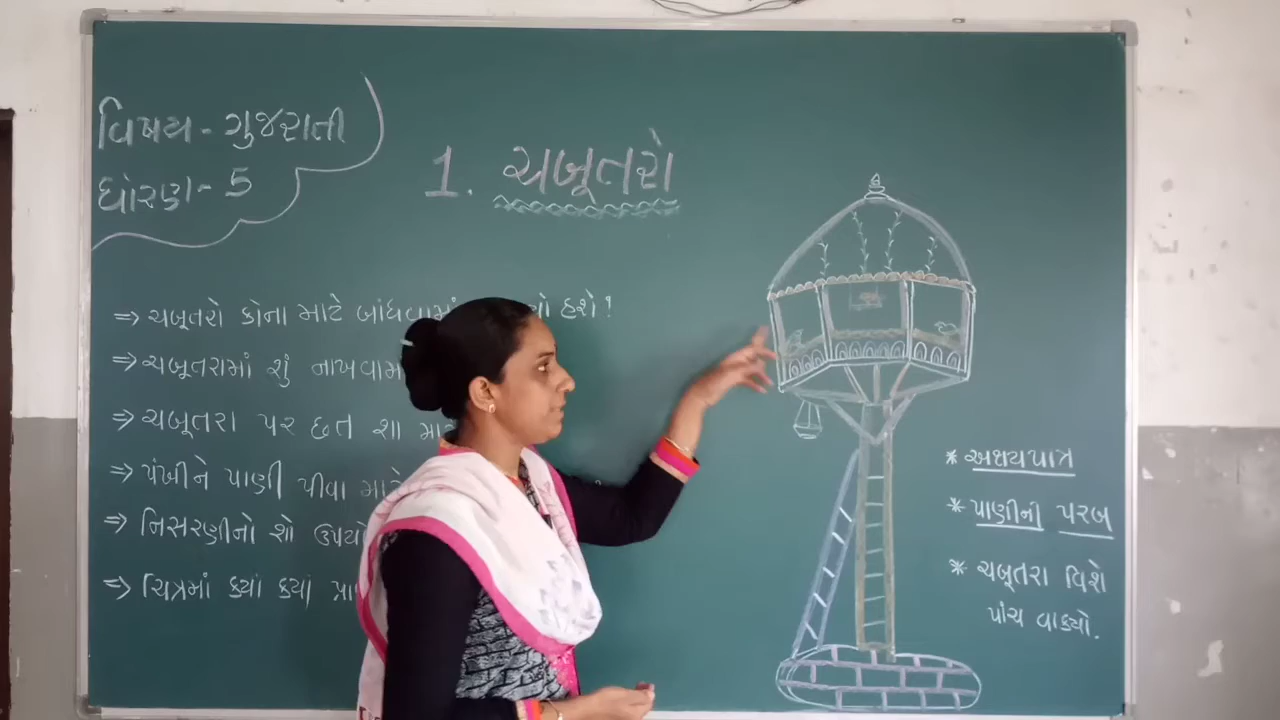 વિષય - ગુજરાતી
ધોરણ - 5
1. ચબૂતરો
⇒ ચબૂતરો કોના માટે બાંધવામાં હશે?
⇒ ચબૂતરામાં શું નાખવામાં
⇒ ચબૂતરા પર છત શા માટે
⇒ પંખીને પાણી પીવા માટે
⇒ નિસરણીનો શો
⇒ ચિત્રમાં ક્યાં ક્યાં
* અક્ષયપાત્ર
* પાણીની પરબ
* ચબૂતરા વિશે
પાંચ વાક્યો.